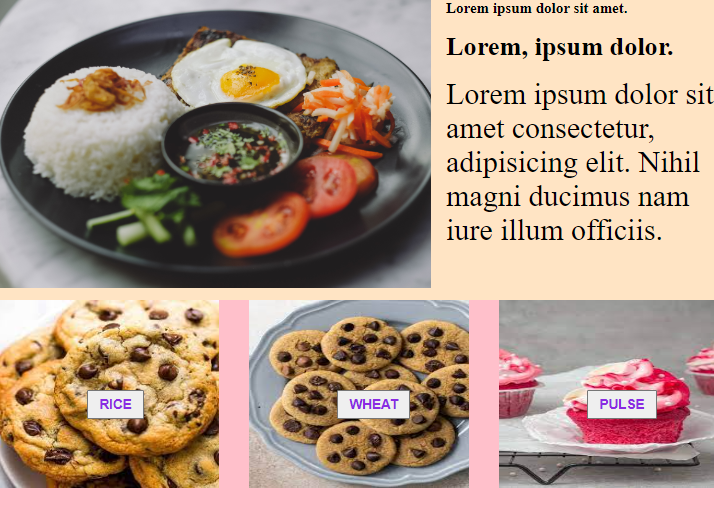 Lorem ipsum dolor sit amet.
Lorem, ipsum dolor.
Lorem ipsum dolor sit
amet consectetur,
adipisicing elit. Nihil
magni ducimus nam
iure illum officiis.
RICE
WHEAT
PULSE